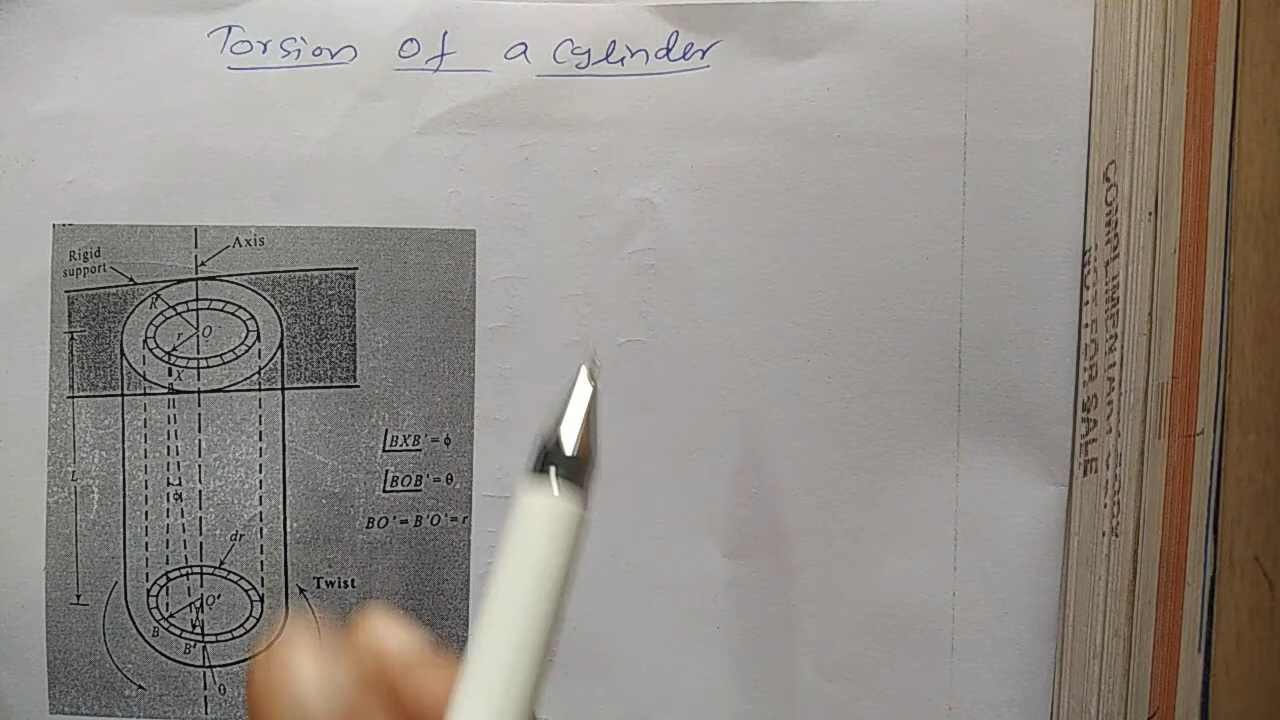 Torsion of a cylinder
Axis
Rigid
support
R
r
O
X
L
∠BXB' = ϕ
ϕ
∠BOB' = θ
BO' = B'O' = r
dr
Twist
O'
B
B'
θ
COMPLIMENTARY COPY
NOT FOR SALE